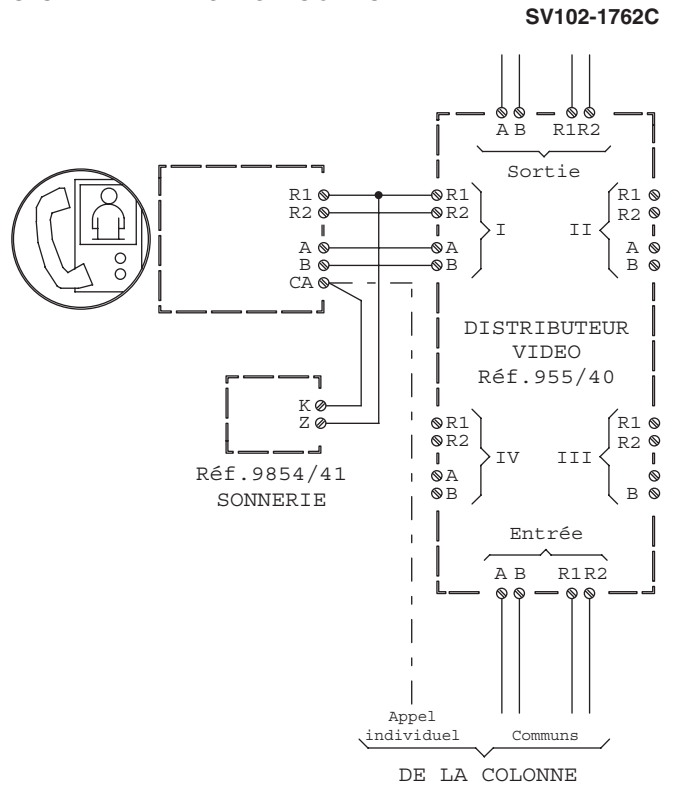 SV102-1762C
A B R1R2
Sortie
R1 R1 R1
R2 R2 R2
I II
A A A
B B B
CA
DISTRIBUTEUR
VIDEO
Réf.955/40
K
Z
R1 R1
R2 R2
IV III
A
B B
Réf.9854/41
SONNERIE
Entrée
A B R1R2
Appel
individuel Communs
DE LA COLONNE